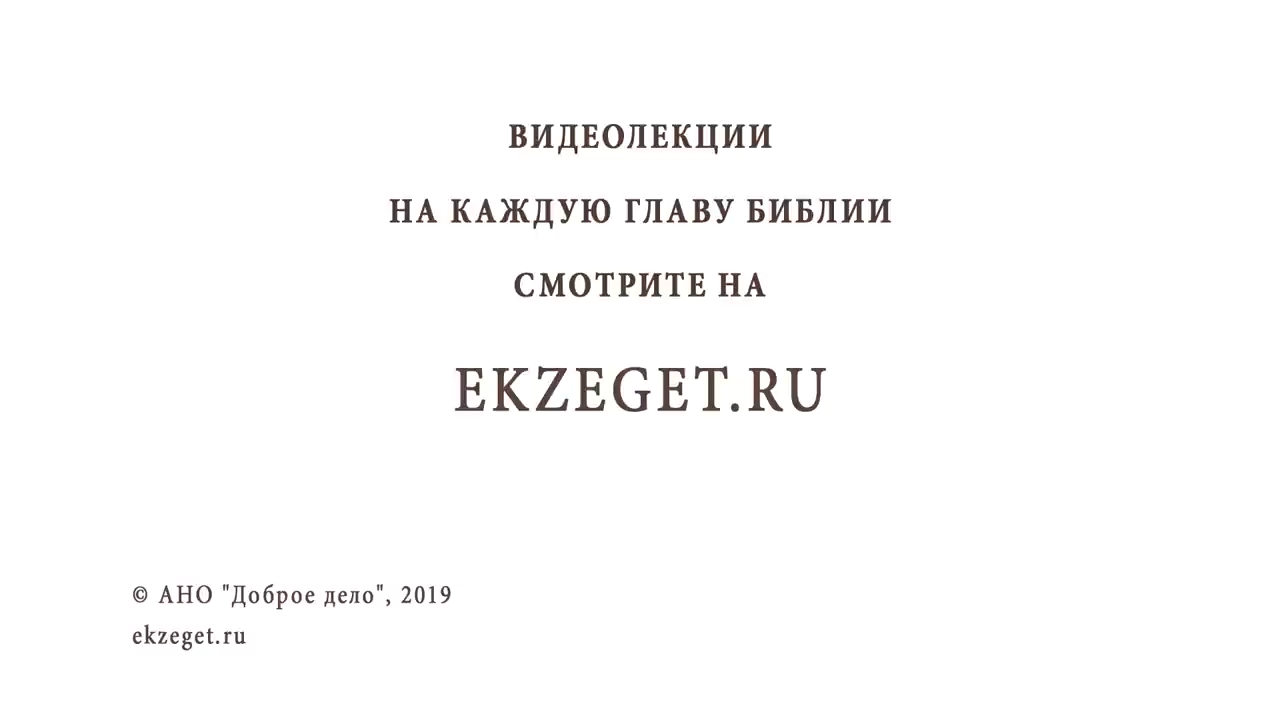 ВИДЕОЛЕКЦИИ
НА КАЖДУЮ ГЛАВУ БИБЛИИ
СМОТРИТЕ НА
EKZEGET.RU
© АНО "Доброе дело", 2019
ekzeget.ru